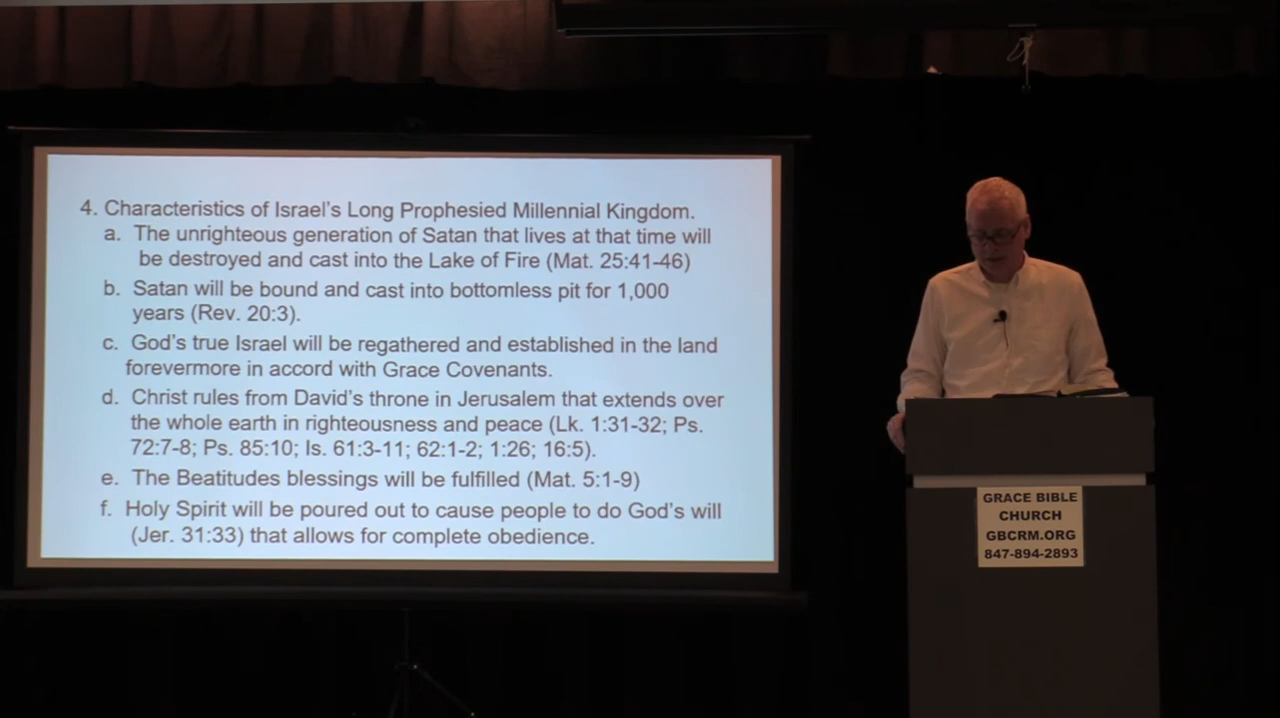 4. Characteristics of Israel's Long Prophesied Millennial Kingdom.
a. The unrighteous generation of Satan that lives at that time will
be destroyed and cast into the Lake of Fire (Mat. 25:41-46)
b. Satan will be bound and cast into bottomless pit for 1,000
years (Rev. 20:3).
c. God's true Israel will be regathered and established in the land
forevermore in accord with Grace Covenants.
d. Christ rules from David's throne in Jerusalem that extends over
the whole earth in righteousness and peace (Lk. 1:31-32; Ps.
72:7-8; Ps. 85:10; Is. 61:3-11; 62:1-2; 1:26; 16:5).
e. The Beatitudes blessings will be fulfilled (Mat. 5:1-9)
f. Holy Spirit will be poured out to cause people to do God's will
(Jer. 31:33) that allows for complete obedience.
GRACE BIBLE
CHURCH
GBCRM.ORG
847-894-2893